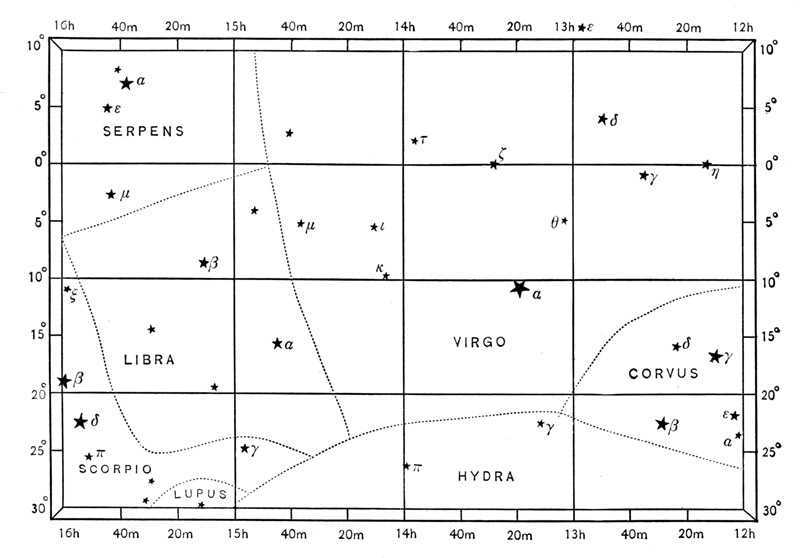 16h 40m 20m 15h 40m 20m 14h 40m 20m 13h ε 40m 20m 12h
10° 10°
α
5° ε δ 5°
SERPENS
τ
0° ζ η 0°
γ
μ
5° μ ι θ 5°
β
κ
10° 10°
ξ α
15° α VIRGO δ γ 15°
LIBRA CORVUS
β
20° 20°
δ β ε
γ γ α
25° π 25°
SCORPIO π HYDRA
LUPUS
30° 30°
16h 40m 20m 15h 40m 20m 14h 40m 20m 13h 40m 20m 12h